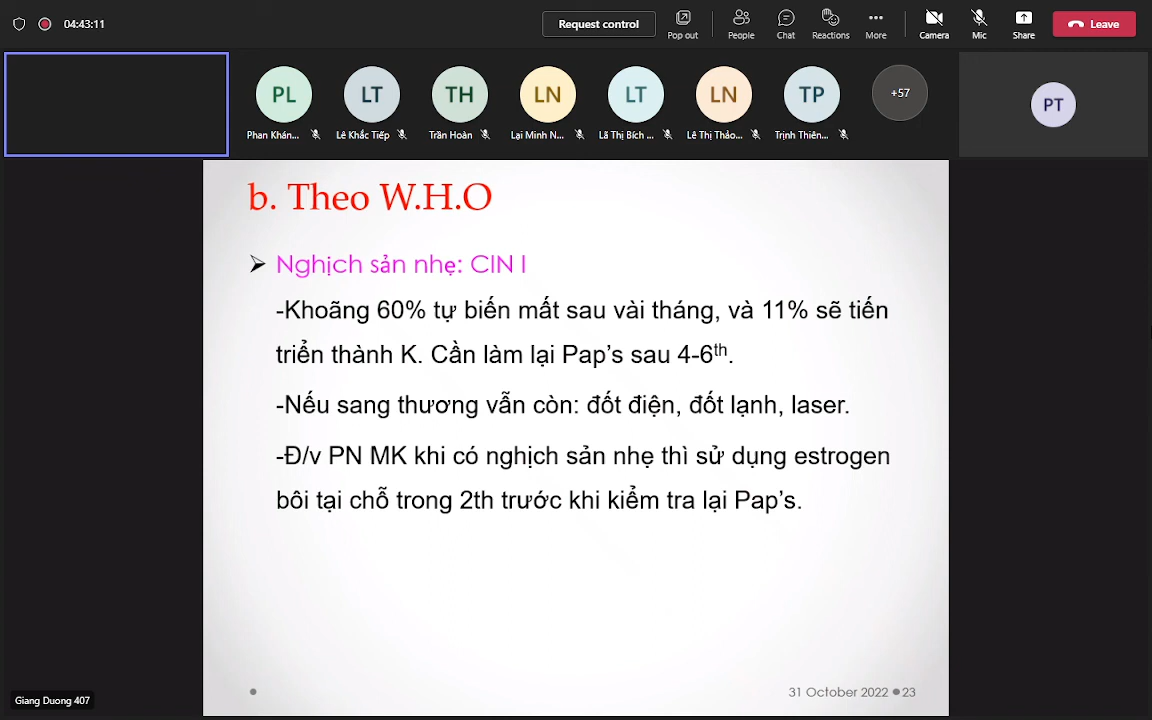 04:43:11
Request control
Pop out
People
Chat
Reactions
More
Camera
Mic
Share
Leave
PL
LT
TH
LN
LT
LN
TP
+57
PT
Phan Khán...
Lê Khắc Tiếp
Trần Hoàn
Lại Minh N...
Lã Thị Bích ...
Lê Thị Thảo...
Trịnh Thiên...
b. Theo W.H.O
➢ Nghịch sản nhẹ: CIN I
-Khoãng 60% tự biến mất sau vài tháng, và 11% sẽ tiến
triển thành K. Cần làm lại Pap’s sau 4-6th.
-Nếu sang thương vẫn còn: đốt điện, đốt lạnh, laser.
-Đ/v PN MK khi có nghịch sản nhẹ thì sử dụng estrogen
bôi tại chỗ trong 2th trước khi kiểm tra lại Pap’s.
31 October 2022 ●23
Giang Duong 407